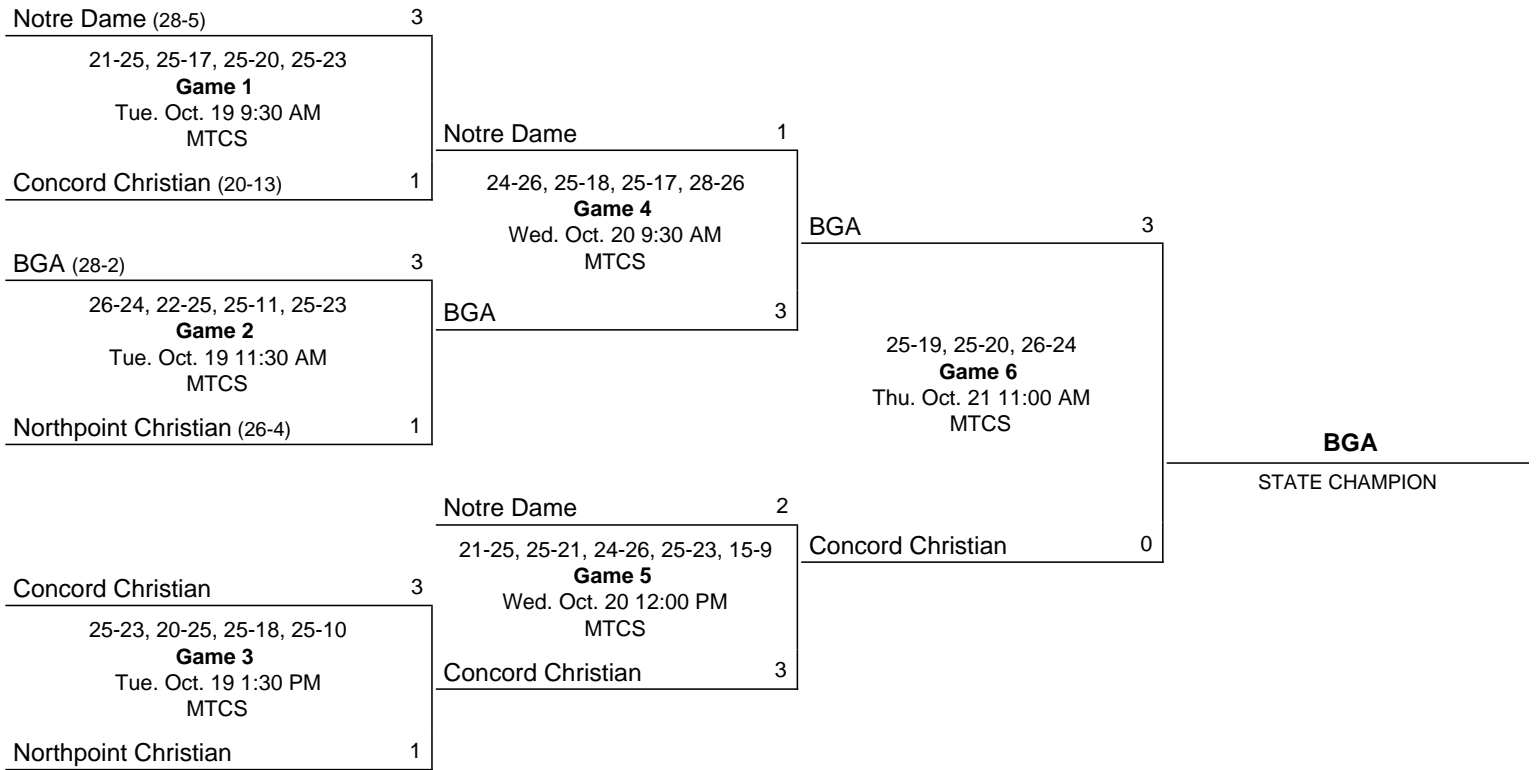 Notre Dame (28-5) 3
21-25, 25-17, 25-20, 25-23
Game 1
Tue. Oct. 19 9:30 AM
MTCS
Concord Christian (20-13) 1
BGA (28-2) 3
26-24, 22-25, 25-11, 25-23
Game 2
Tue. Oct. 19 11:30 AM
MTCS
Northpoint Christian (26-4) 1
Concord Christian 3
25-23, 20-25, 25-18, 25-10
Game 3
Tue. Oct. 19 1:30 PM
MTCS
Northpoint Christian 1
Notre Dame 1
24-26, 25-18, 25-17, 28-26
Game 4
Wed. Oct. 20 9:30 AM
MTCS
BGA 3
Notre Dame 2
21-25, 25-21, 24-26, 25-23, 15-9
Game 5
Wed. Oct. 20 12:00 PM
MTCS
Concord Christian 3
BGA 3
25-19, 25-20, 26-24
Game 6
Thu. Oct. 21 11:00 AM
MTCS
Concord Christian 0
BGA
STATE CHAMPION